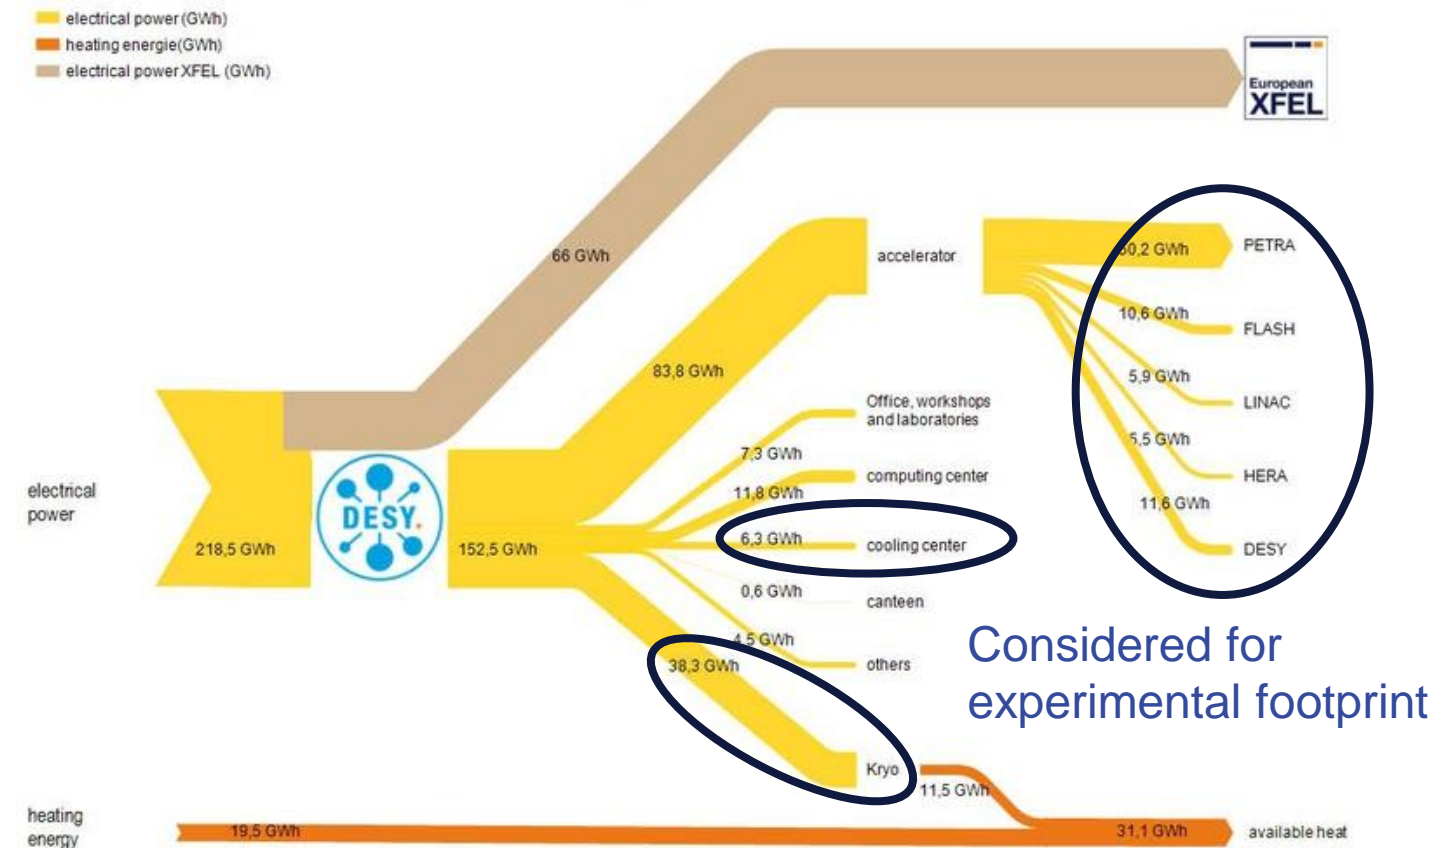 electrical power (GWh)
heating energie(GWh)
electrical power XFEL (GWh)
European
XFEL
66 GWh
accelerator
60,2 GWh
PETRA
10,6 GWh
FLASH
5,9 GWh
LINAC
5,5 GWh
HERA
11,6 GWh
DESY
83,8 GWh
Office, workshops
and laboratories
7,3 GWh
computing center
11,8 GWh
electrical
power
218,5 GWh
DESY.
152,5 GWh
6,3 GWh
cooling center
0,6 GWh
canteen
4,5 GWh
others
38,3 GWh
Considered for
experimental footprint
Kryo
11,5 GWh
heating
energy
19,5 GWh
31,1 GWh
available heat